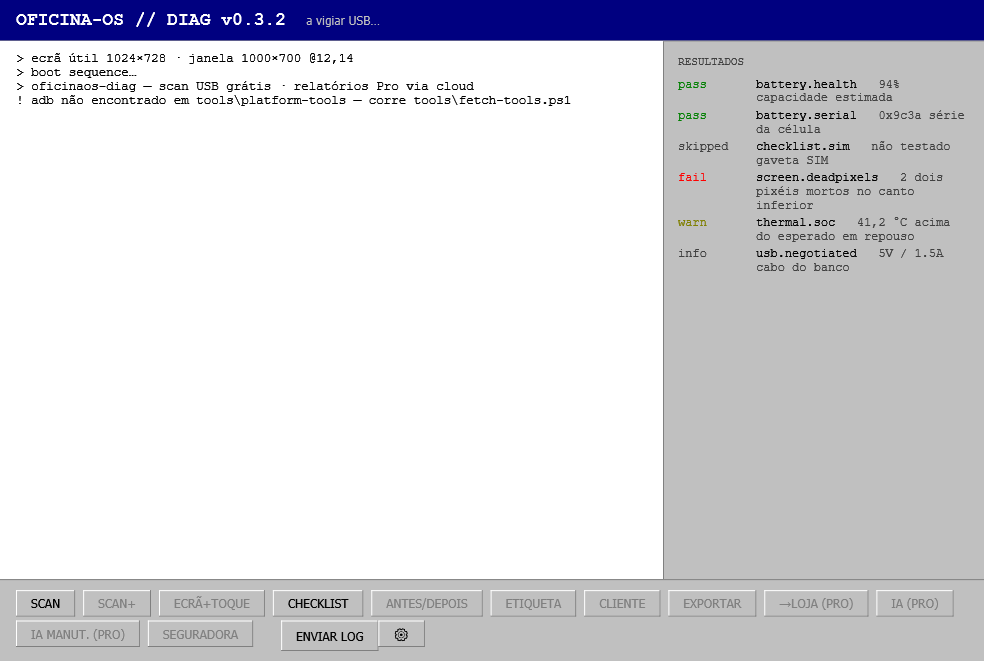 OFICINA-OS // DIAG v0.3.2 a vigiar USB…
> ecrã útil 1024×728 · janela 1000×700 @12,14
> boot sequence…
> oficinaos-diag — scan USB grátis · relatórios Pro via cloud
! adb não encontrado em tools\platform-tools — corre tools\fetch-tools.ps1
RESULTADOS
pass battery.health 94%
capacidade estimada
pass battery.serial 0x9c3a série
da célula
skipped checklist.sim não testado
gaveta SIM
fail screen.deadpixels 2 dois
pixéis mortos no canto
inferior
warn thermal.soc 41,2 °C acima
do esperado em repouso
info usb.negotiated 5V / 1.5A
cabo do banco
SCAN SCAN+ ECRÃ+TOQUE CHECKLIST ANTES/DEPOIS ETIQUETA CLIENTE EXPORTAR →LOJA (PRO) IA (PRO)
IA MANUT. (PRO) SEGURADORA ENVIAR LOG